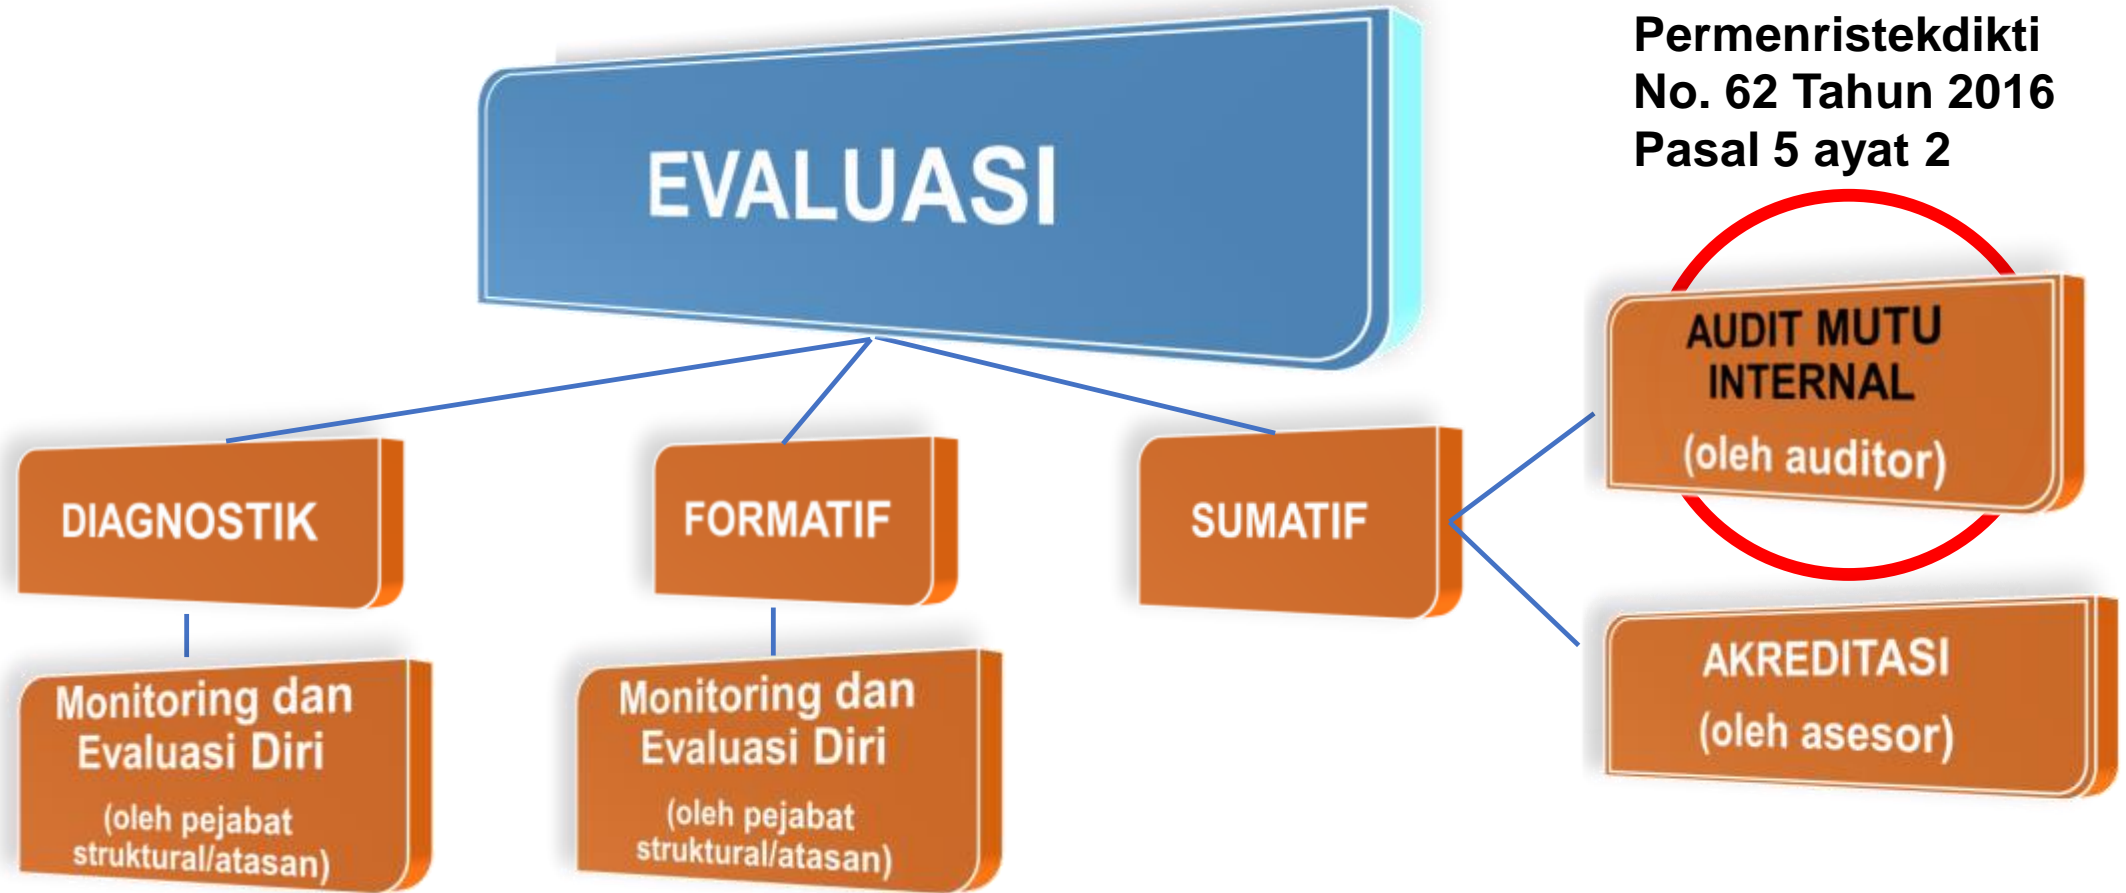 Permenristekdikti
No. 62 Tahun 2016
Pasal 5 ayat 2
EVALUASI
DIAGNOSTIK
FORMATIF
SUMATIF
AUDIT MUTU
INTERNAL
(oleh auditor)
AKREDITASI
(oleh asesor)
Monitoring dan
Evaluasi Diri
(oleh pejabat
struktural/atasan)
Monitoring dan
Evaluasi Diri
(oleh pejabat
struktural/atasan)